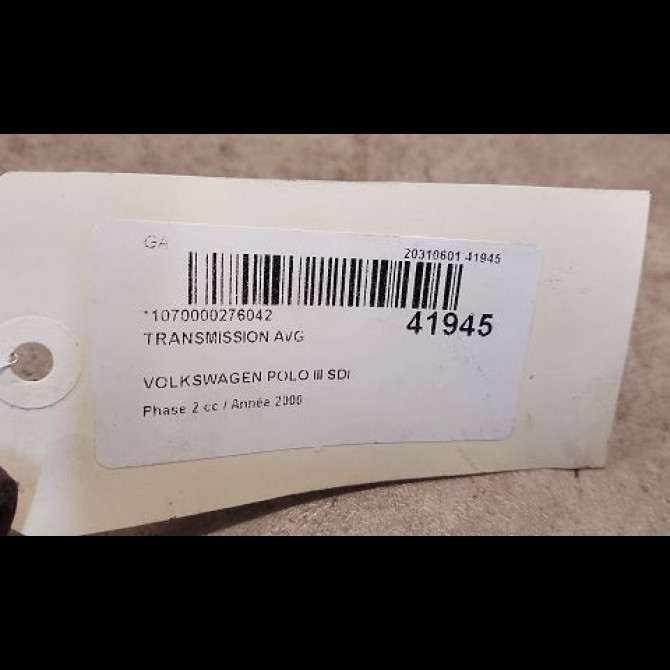 GA
20310601 41945
*1070000276042
41945
TRANSMISSION AVG
VOLKSWAGEN POLO III SDI
Phase 2 cc / Année 2000